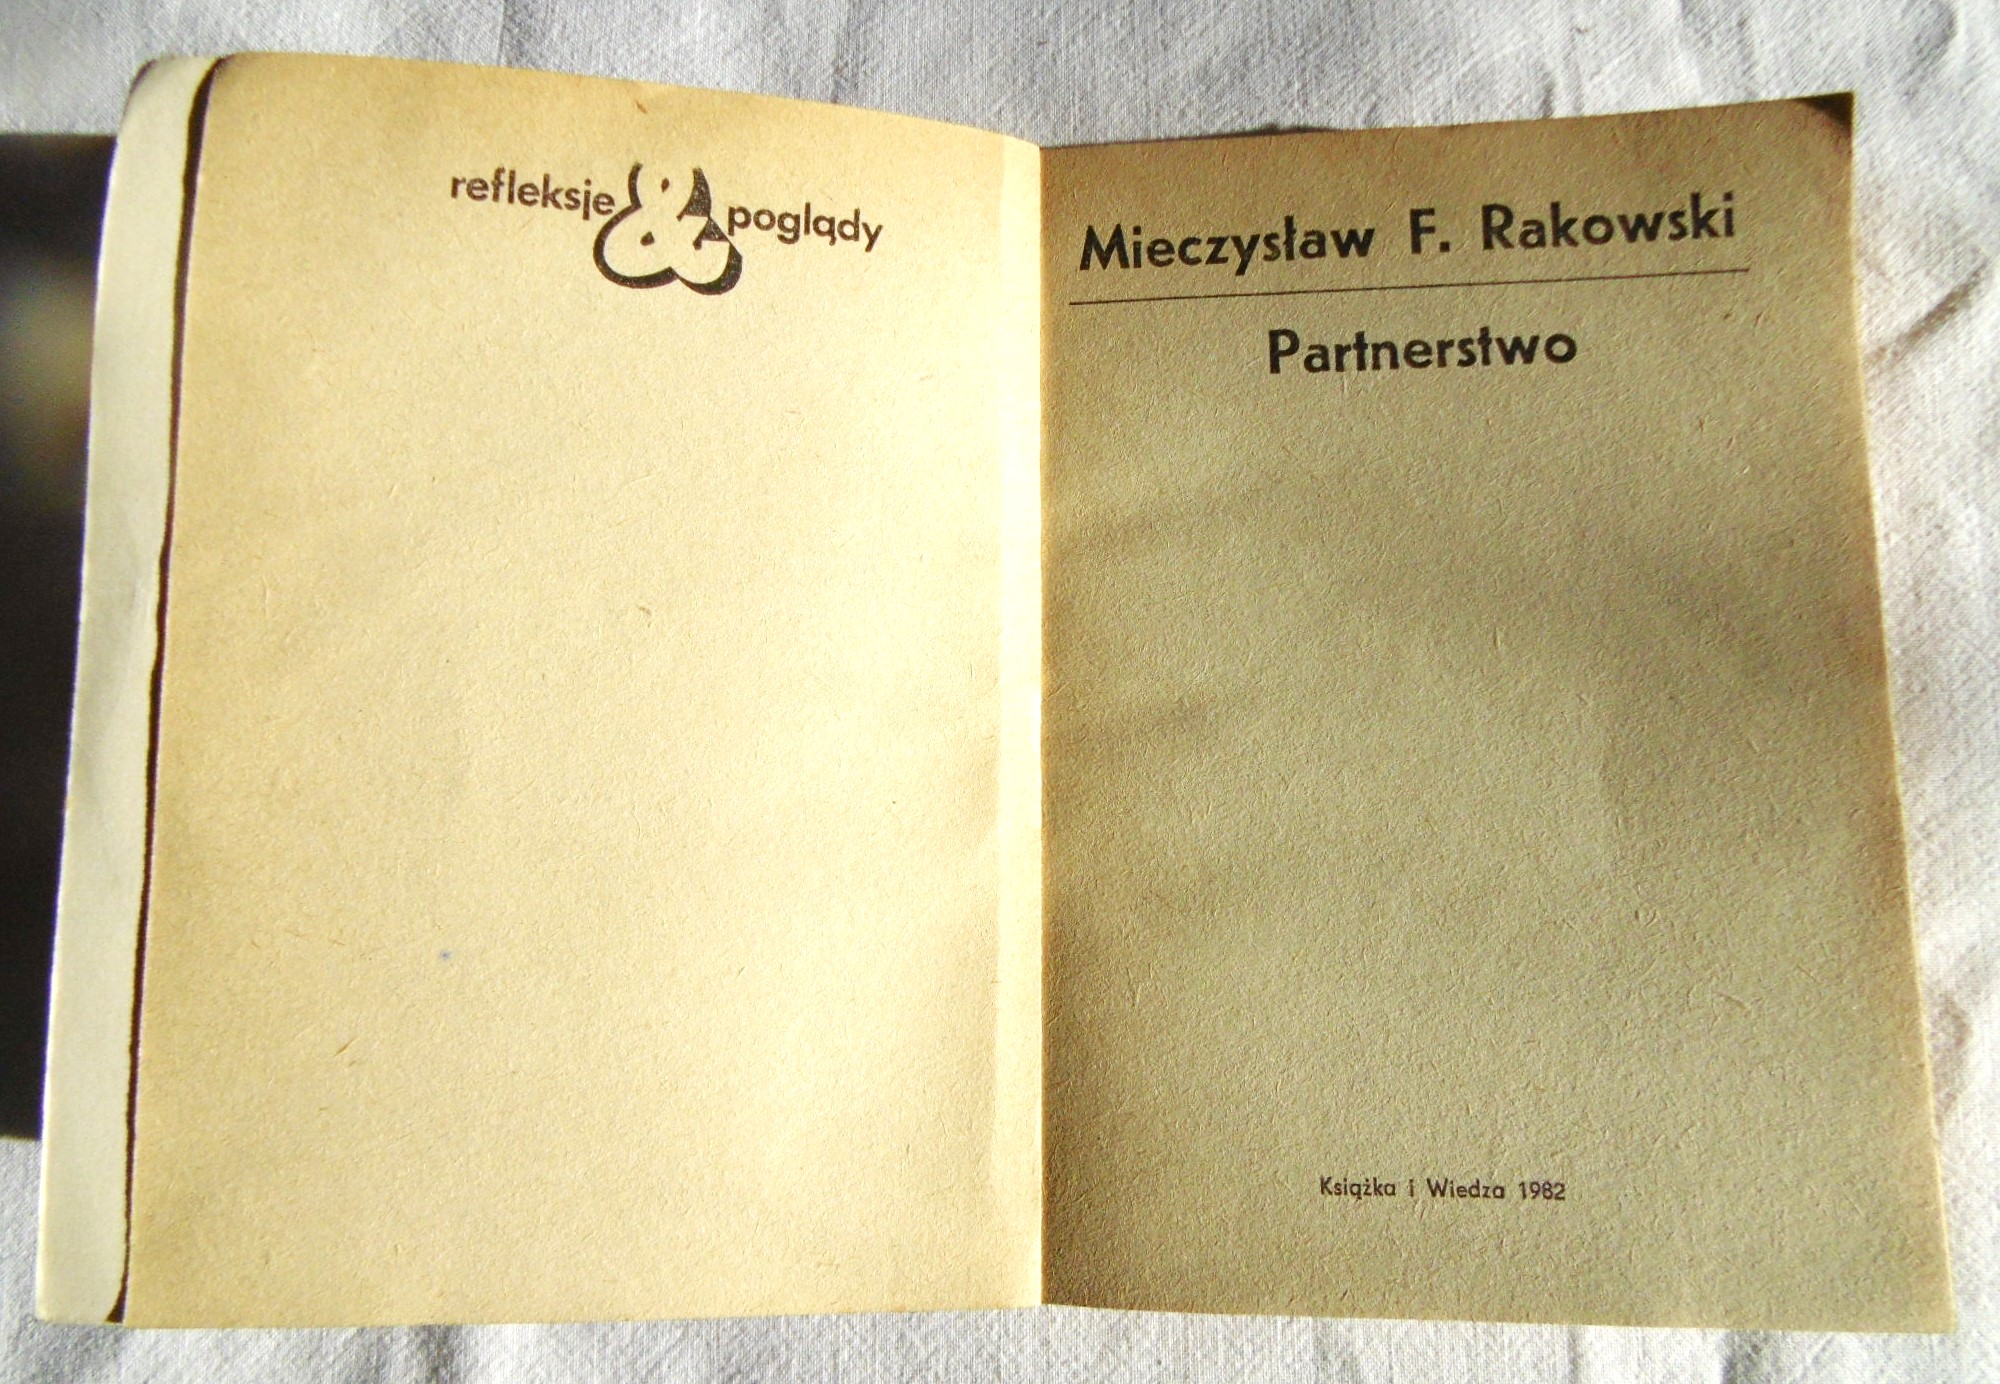 refleksje & poglądy
Mieczysław F. Rakowski
Partnerstwo
Książka i Wiedza 1982